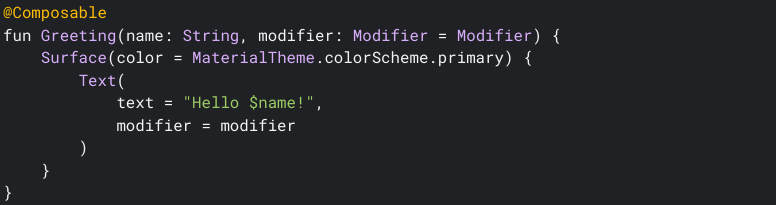 @Composable
fun Greeting(name: String, modifier: Modifier = Modifier) {
    Surface(color = MaterialTheme.colorScheme.primary) {
        Text(
            text = "Hello $name!",
            modifier = modifier
        )
    }
}